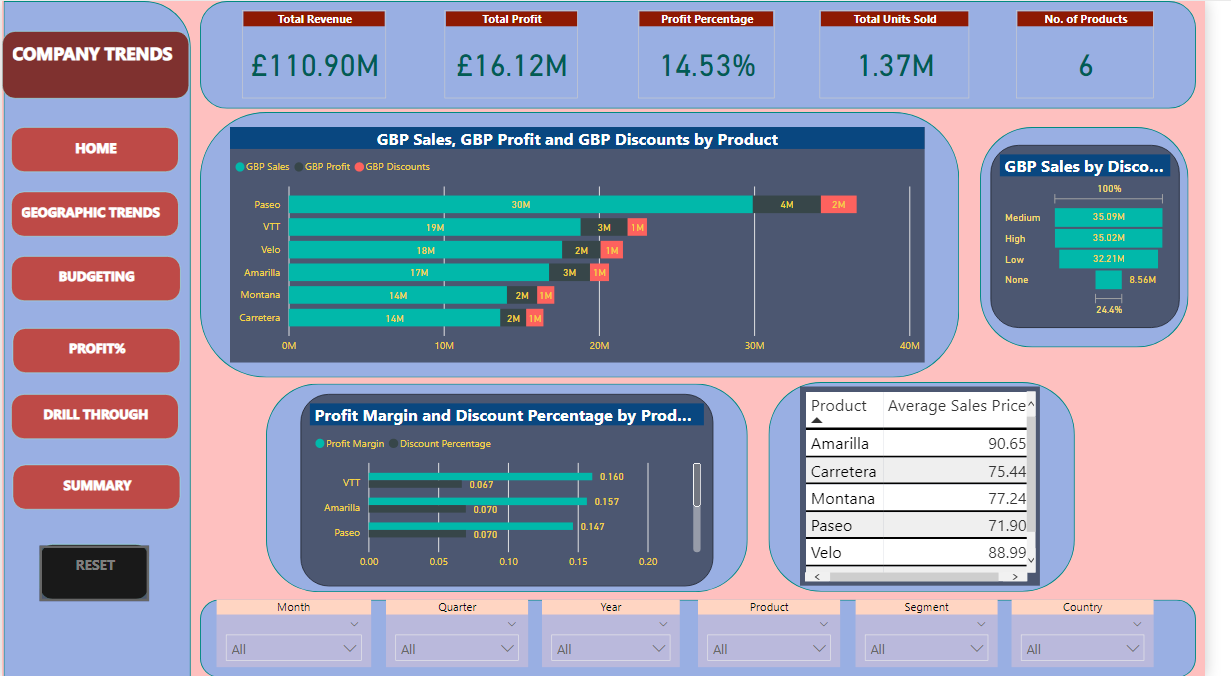 COMPANY TRENDS
HOME
GEOGRAPHIC TRENDS
BUDGETING
PROFIT%
DRILL THROUGH
SUMMARY
RESET
Total Revenue
£110.90M
Total Profit
£16.12M
Profit Percentage
14.53%
Total Units Sold
1.37M
No. of Products
6
GBP Sales, GBP Profit and GBP Discounts by Product
GBP Sales GBP Profit GBP Discounts
Paseo 30M 4M 2M
VTT 19M 3M 1M
Velo 18M 2M 1M
Amarilla 17M 3M 1M
Montana 14M 2M 1M
Carretera 14M 2M 1M
0M 10M 20M 30M 40M
GBP Sales by Disco...
100%
Medium 35.09M
High 35.02M
Low 32.21M
None 8.56M
24.4%
Profit Margin and Discount Percentage by Prod...
Profit Margin Discount Percentage
VTT 0.160
0.067
Amarilla 0.157
0.070
Paseo 0.147
0.070
0.00 0.05 0.10 0.15 0.20
Product Average Sales Price
Amarilla 90.65
Carretera 75.44
Montana 77.24
Paseo 71.90
Velo 88.99
Month Quarter Year Product Segment Country
All All All All All All